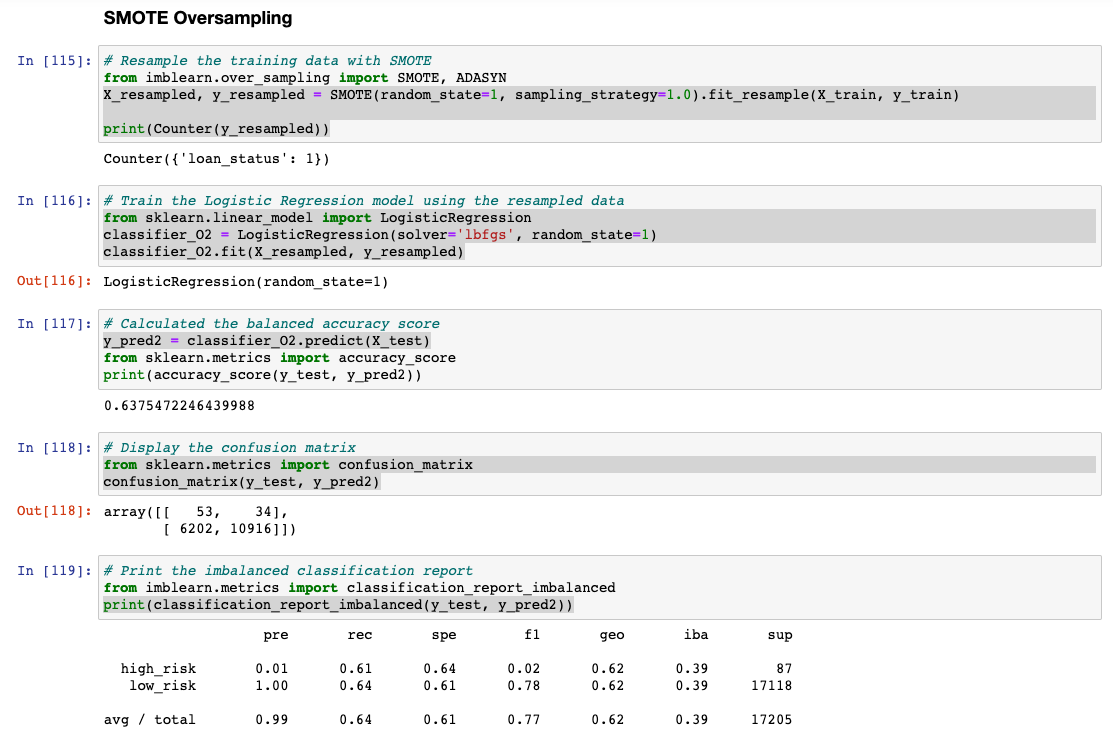 SMOTE Oversampling
In [115]: # Resample the training data with SMOTE
from imblearn.over_sampling import SMOTE, ADASYN
X_resampled, y_resampled = SMOTE(random_state=1, sampling_strategy=1.0).fit_resample(X_train, y_train)
print(Counter(y_resampled))
Counter({'loan_status': 1})
In [116]: # Train the Logistic Regression model using the resampled data
from sklearn.linear_model import LogisticRegression
classifier_O2 = LogisticRegression(solver='lbfgs', random_state=1)
classifier_O2.fit(X_resampled, y_resampled)
Out[116]: LogisticRegression(random_state=1)
In [117]: # Calculated the balanced accuracy score
y_pred2 = classifier_O2.predict(X_test)
from sklearn.metrics import accuracy_score
print(accuracy_score(y_test, y_pred2))
0.6375472246439988
In [118]: # Display the confusion matrix
from sklearn.metrics import confusion_matrix
confusion_matrix(y_test, y_pred2)
Out[118]: array([[   53,    34],
[ 6202, 10916]])
In [119]: # Print the imbalanced classification report
from imblearn.metrics import classification_report_imbalanced
print(classification_report_imbalanced(y_test, y_pred2))
pre rec spe f1 geo iba sup
high_risk 0.01 0.61 0.64 0.02 0.62 0.39 87
low_risk 1.00 0.64 0.61 0.78 0.62 0.39 17118
avg / total 0.99 0.64 0.61 0.77 0.62 0.39 17205